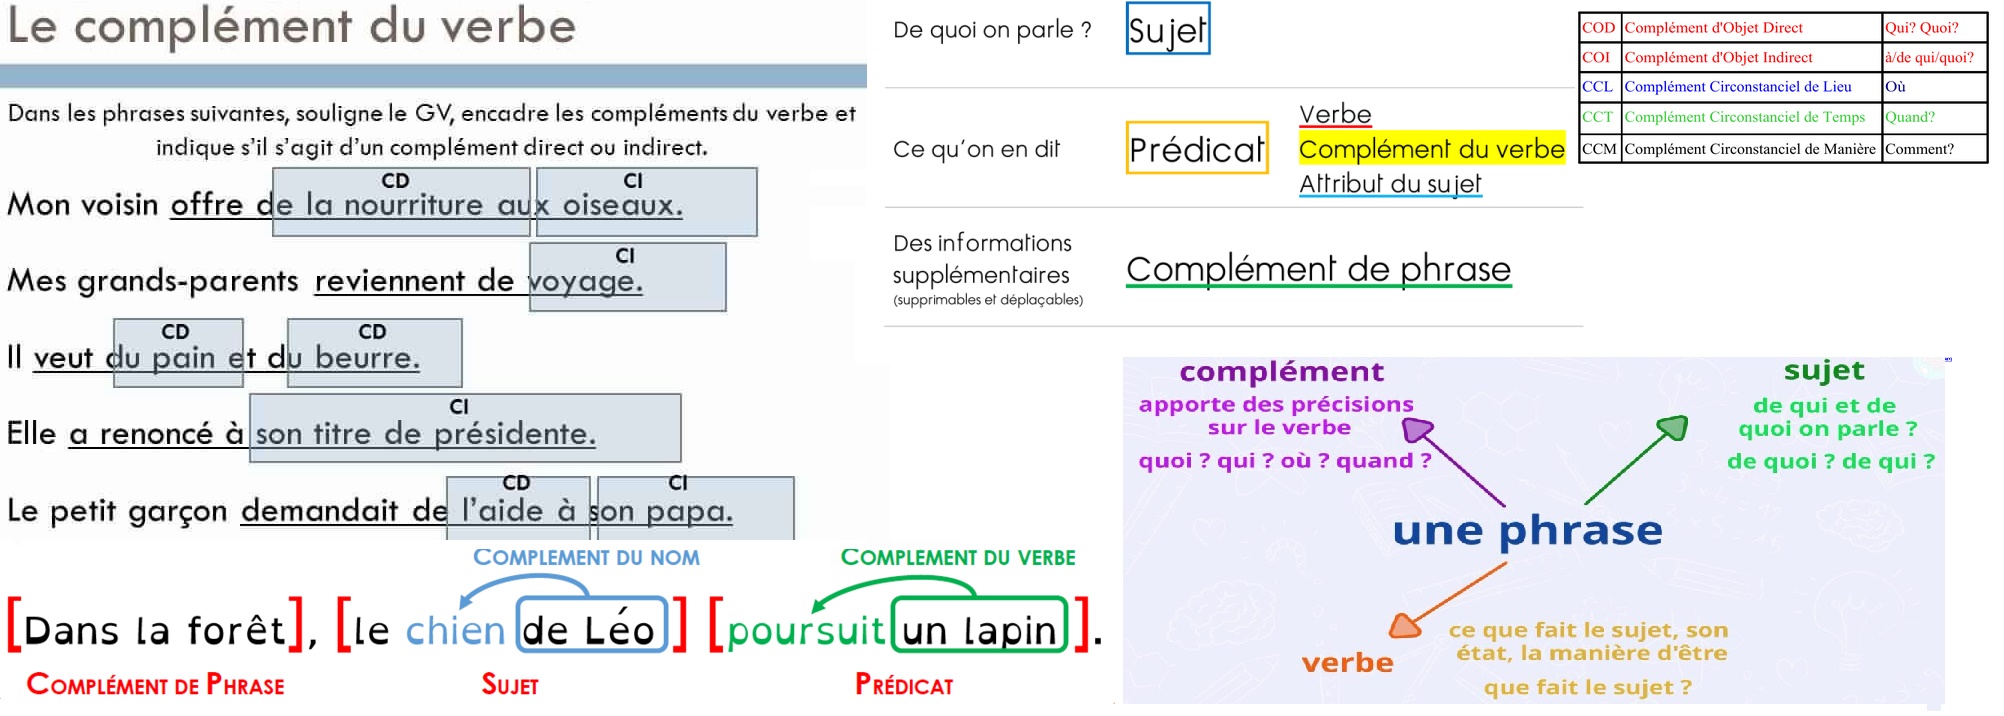 Le complément du verbe
Dans les phrases suivantes, souligne le GV, encadre les compléments du verbe et
indique s'il s'agit d'un complément direct ou indirect.
CD CI
Mon voisin offre de la nourriture aux oiseaux.
CI
Mes grands-parents reviennent de voyage.
CD CD
Il veut du pain et du beurre.
CI
Elle a renoncé à son titre de présidente.
CD CI
Le petit garçon demandait de l'aide à son papa.
COMPLEMENT DU NOM COMPLEMENT DU VERBE
[Dans la forêt], [le chien de Léo] [poursuit un lapin].
COMPLÉMENT DE PHRASE SUJET PRÉDICAT
De quoi on parle ? Sujet
Ce qu'on en dit Prédicat
Verbe
Complément du verbe
Attribut du sujet
Des informations
supplémentaires
(supprimables et déplaçables)
Complément de phrase
COD Complément d'Objet Direct Qui? Quoi?
COI Complément d'Objet Indirect à/de qui/quoi?
CCL Complément Circonstanciel de Lieu Où
CCT Complément Circonstanciel de Temps Quand?
CCM Complément Circonstanciel de Manière Comment?
complément
apporte des précisions
sur le verbe
quoi ? qui ? où ? quand ?
sujet
de qui et de
quoi on parle ?
de quoi ? de qui ?
une phrase
verbe
ce que fait le sujet, son
état, la manière d'être
que fait le sujet ?